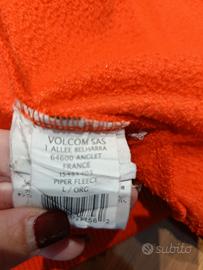 VOLCOM SAS
1 ALLEE BELHARRA
64600 ANGLET
FRANCE
PIPER FLEECE
L / ORG
subito